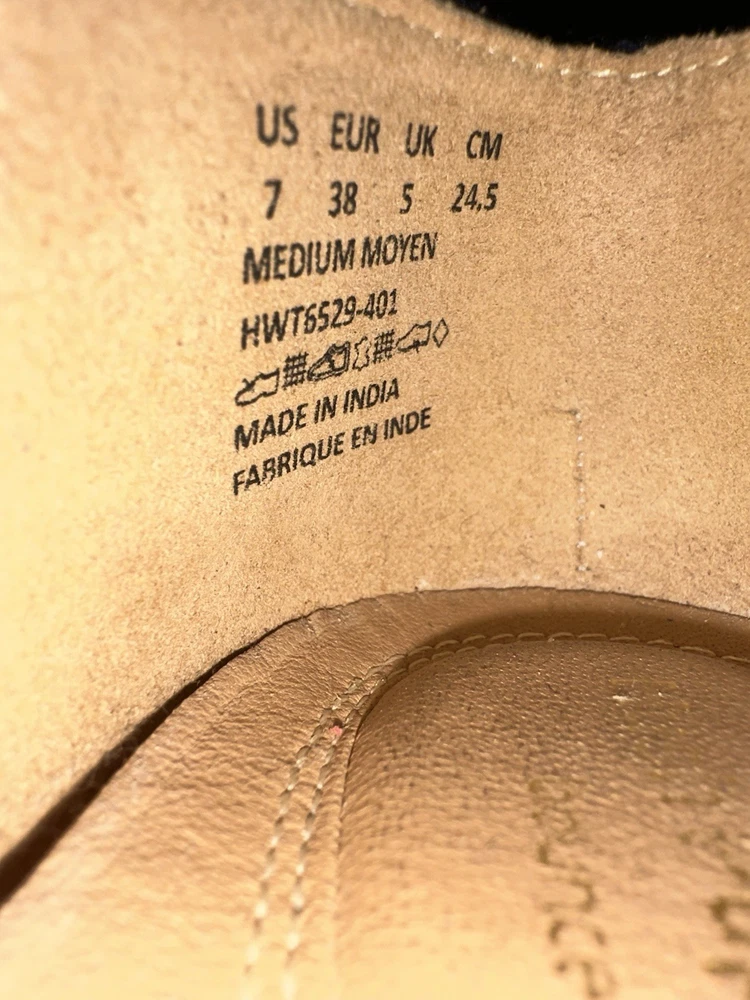 US EUR UK CM
7 38 5 24.5
MEDIUM MOYEN
HWT6529-401
MADE IN INDIA
FABRIQUE EN INDE